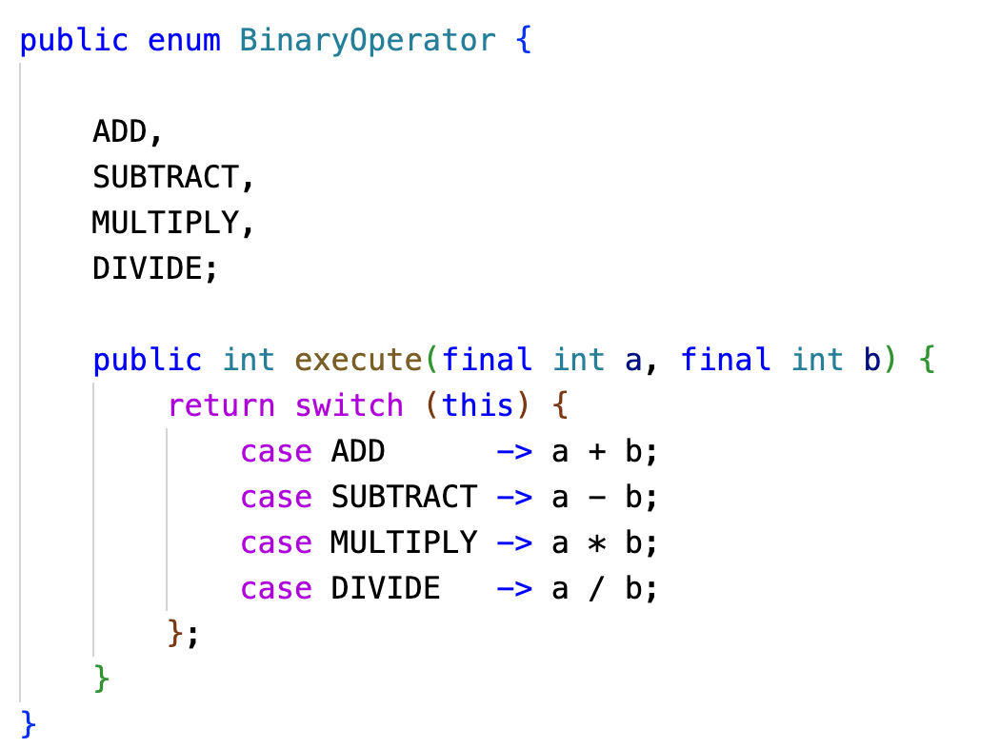 public enum BinaryOperator {

    ADD,
    SUBTRACT,
    MULTIPLY,
    DIVIDE;

    public int execute(final int a, final int b) {
        return switch (this) {
            case ADD      -> a + b;
            case SUBTRACT -> a - b;
            case MULTIPLY -> a * b;
            case DIVIDE   -> a / b;
        };
    }
}